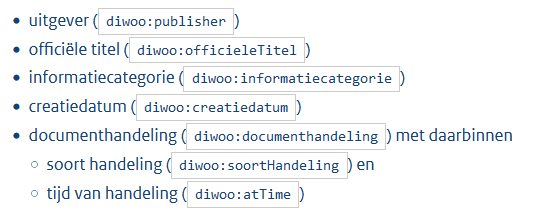 • uitgever ( diwoo:publisher )
• officiële titel ( diwoo:officieleTitel )
• informatiecategorie ( diwoo:informatiecategorie )
• creatiedatum ( diwoo:creatiedatum )
• documenthandeling ( diwoo:documenthandeling ) met daarbinnen
◦ soort handeling ( diwoo:soortHandeling ) en
◦ tijd van handeling ( diwoo:atTime )